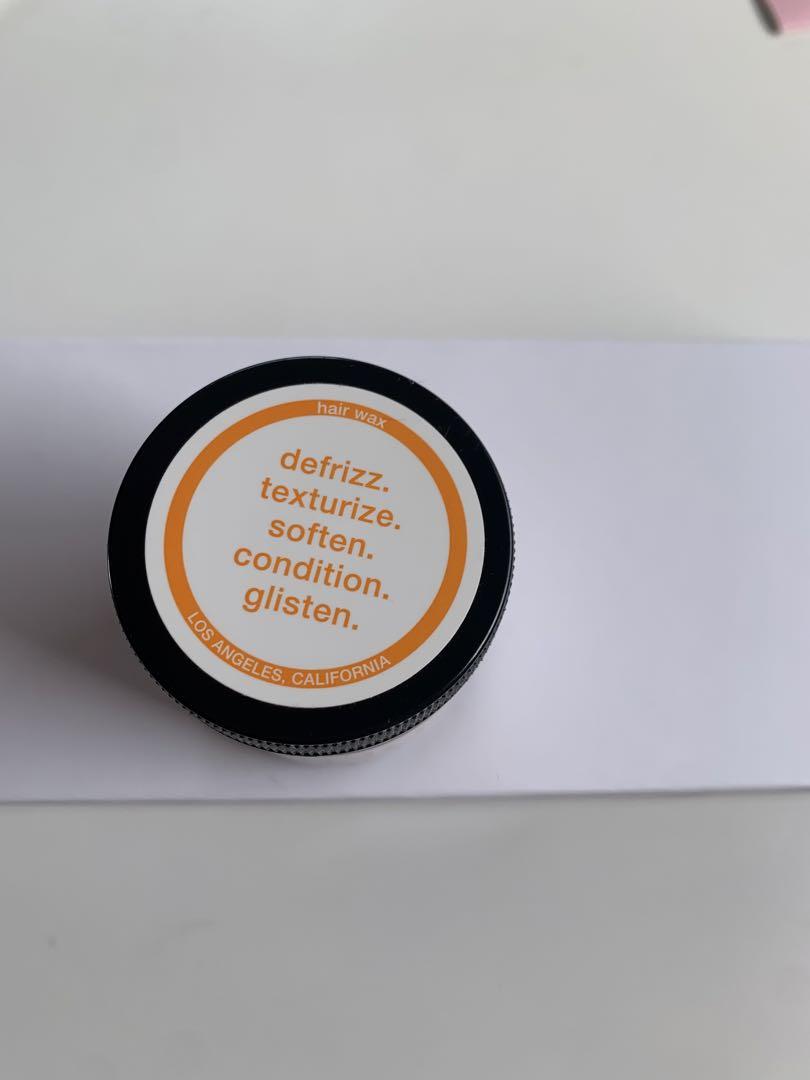 hair wax
defrizz.
texturize.
soften.
condition.
glisten.
LOS ANGELES, CALIFORNIA